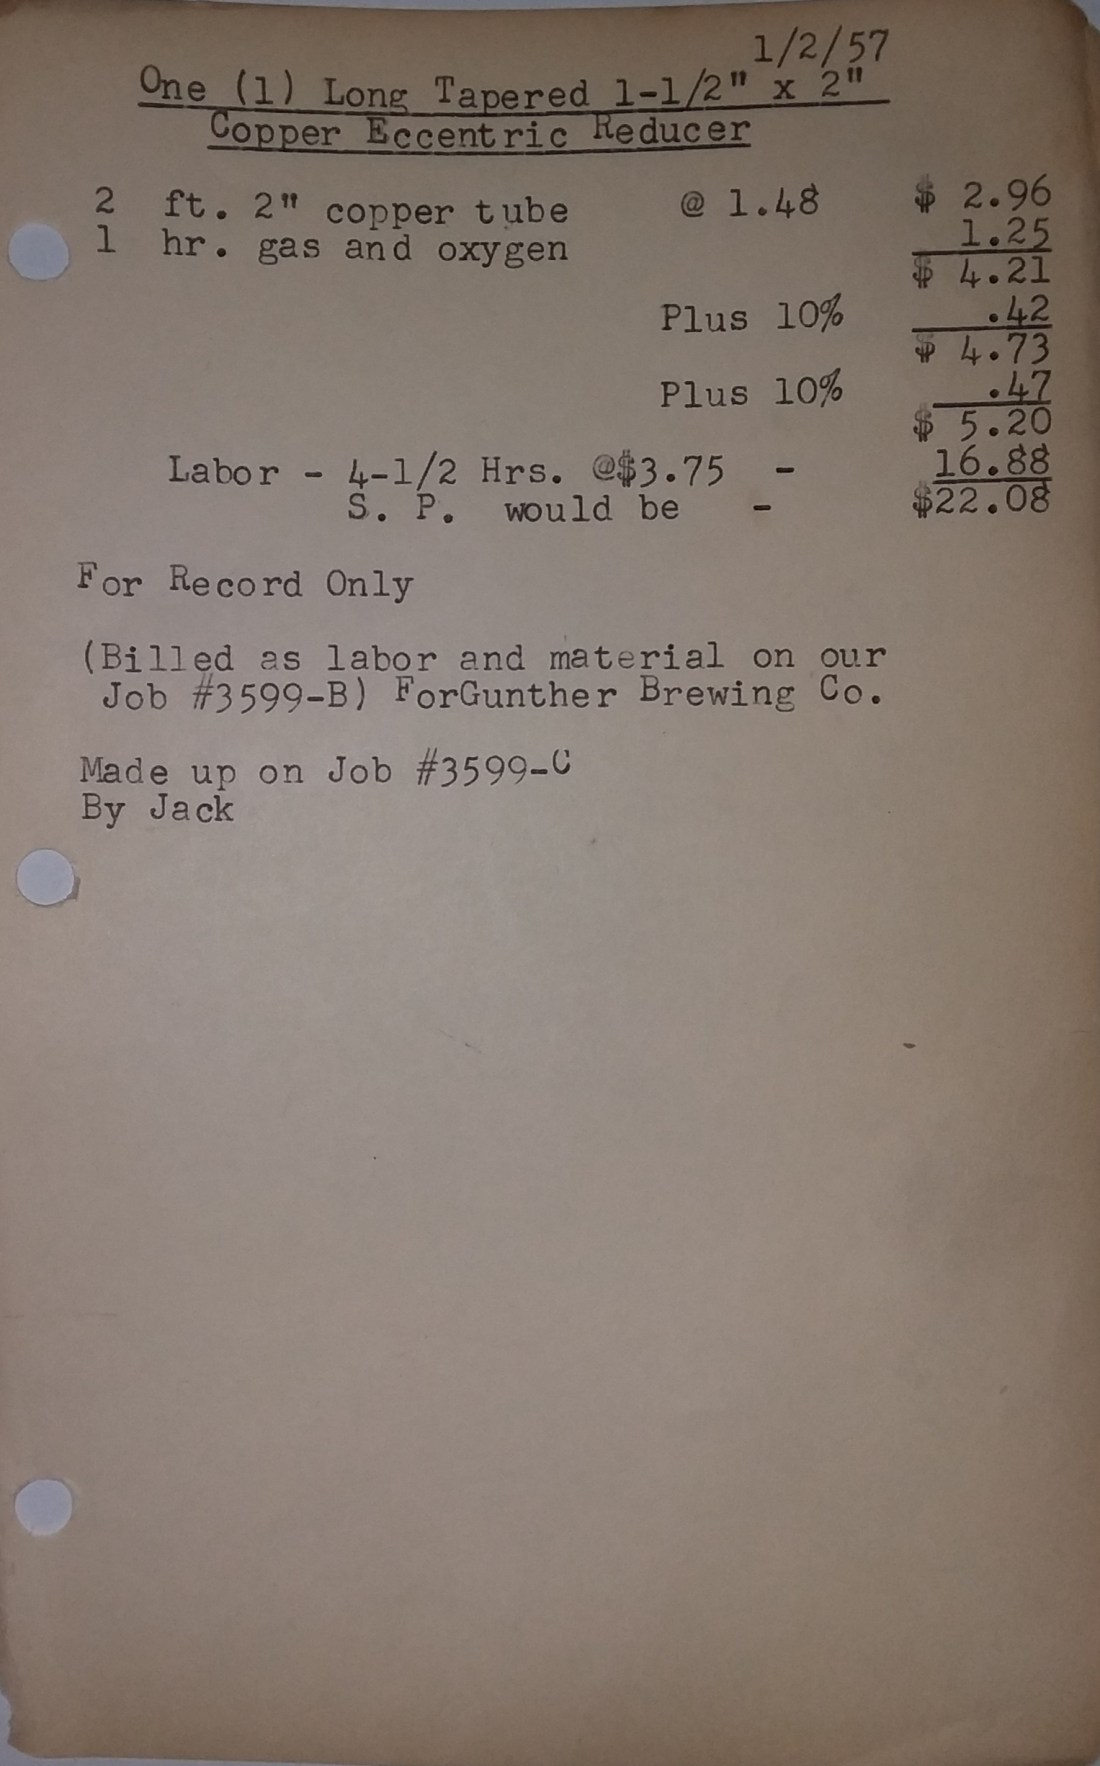 1/2/57
One (1) Long Tapered 1-1/2" x 2"
Copper Eccentric Reducer
2 ft. 2" copper tube @ 1.48 $ 2.96
1 hr. gas and oxygen 1.25
$ 4.21
Plus 10% .42
$ 4.73
Plus 10% .47
$ 5.20
Labor - 4-1/2 Hrs. @$3.75 - 16.88
S. P. would be - $22.08
For Record Only
(Billed as labor and material on our
Job #3599-B) ForGunther Brewing Co.
Made up on Job #3599-C
By Jack